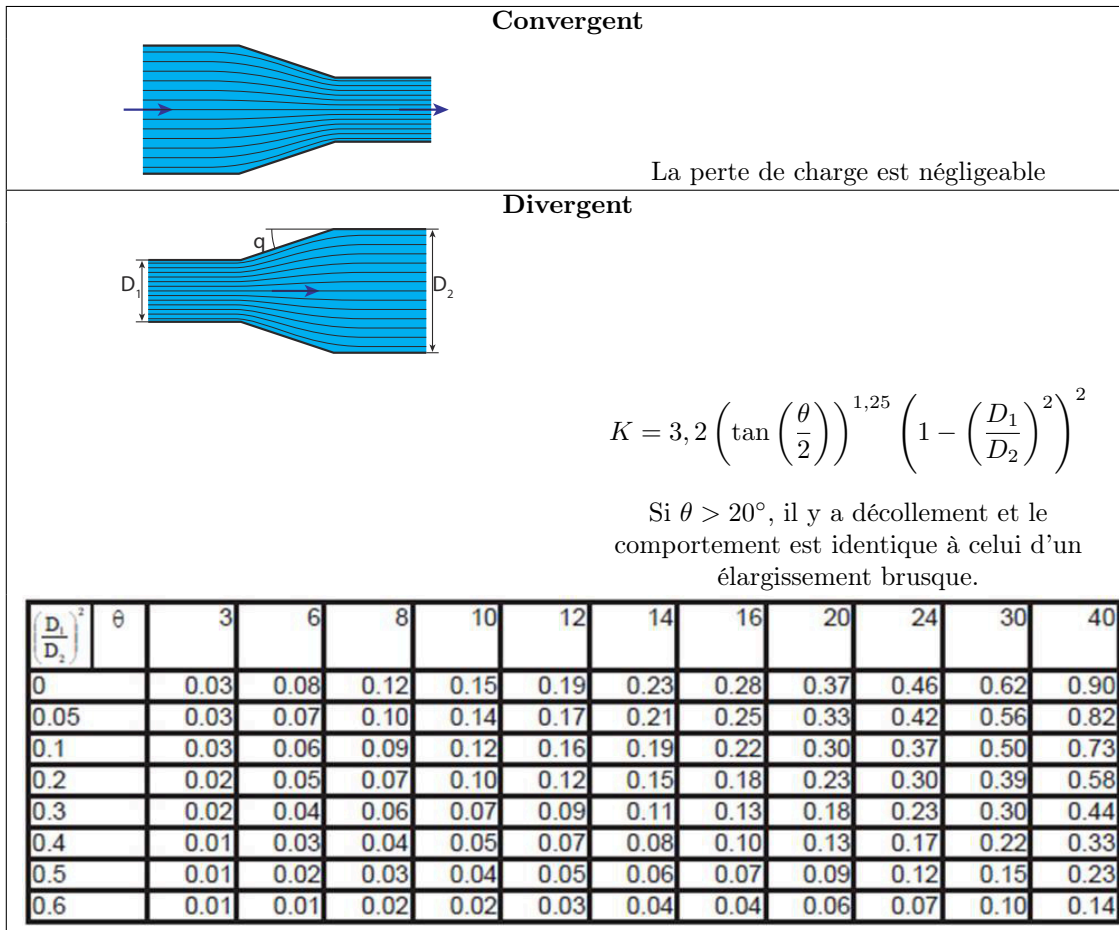 Convergent
La perte de charge est négligeable
Divergent
q
D₁
D₂
K = 3, 2 (tan(θ/2))^{1,25} (1 − (D₁/D₂)²)²
Si θ > 20°, il y a décollement et le
comportement est identique à celui d'un
élargissement brusque.
(D₁/D₂)² θ 3 6 8 10 12 14 16 20 24 30 40
0 0.03 0.08 0.12 0.15 0.19 0.23 0.28 0.37 0.46 0.62 0.90
0.05 0.03 0.07 0.10 0.14 0.17 0.21 0.25 0.33 0.42 0.56 0.82
0.1 0.03 0.06 0.09 0.12 0.16 0.19 0.22 0.30 0.37 0.50 0.73
0.2 0.02 0.05 0.07 0.10 0.12 0.15 0.18 0.23 0.30 0.39 0.58
0.3 0.02 0.04 0.06 0.07 0.09 0.11 0.13 0.18 0.23 0.30 0.44
0.4 0.01 0.03 0.04 0.05 0.07 0.08 0.10 0.13 0.17 0.22 0.33
0.5 0.01 0.02 0.03 0.04 0.05 0.06 0.07 0.09 0.12 0.15 0.23
0.6 0.01 0.01 0.02 0.02 0.03 0.04 0.04 0.06 0.07 0.10 0.14